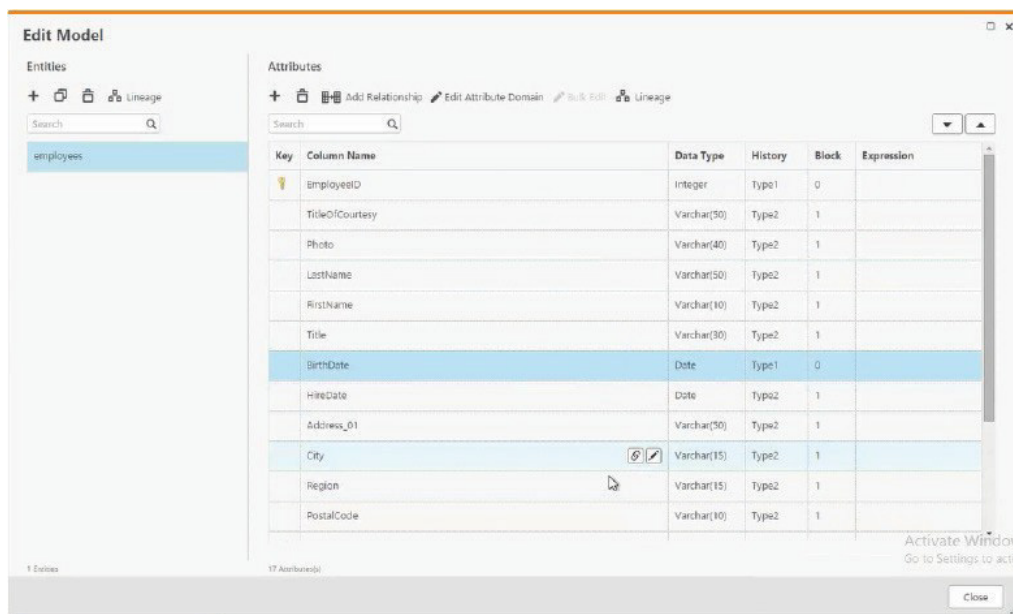 Edit Model
Entities
Lineage
Search
employees
1 Entities
Attributes
Add Relationship Edit Attribute Domain Bulk Edit Lineage
Search
Key Column Name Data Type History Block Expression
EmployeeID Integer Type1 0
TitleOfCourtesy Varchar(50) Type2 1
Photo Varchar(40) Type2 1
LastName Varchar(50) Type2 1
FirstName Varchar(10) Type2 1
Title Varchar(30) Type2 1
BirthDate Date Type1 0
HireDate Date Type2 1
Address_01 Varchar(50) Type2 1
City Varchar(15) Type2 1
Region Varchar(15) Type2 1
PostalCode Varchar(10) Type2 1
17 Attributes(s)
Activate Window
Go to Settings to act
Close